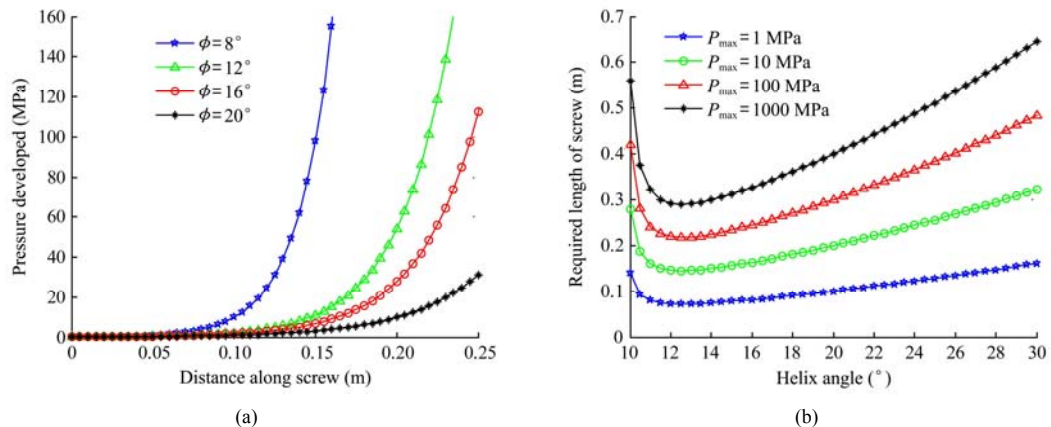 160
140
120
100
80
60
40
20
0
Pressure developed (MPa)
ϕ=8°
ϕ=12°
ϕ=16°
ϕ=20°
0 0.05 0.10 0.15 0.20 0.25
Distance along screw (m)
(a)
0.7
0.6
0.5
0.4
0.3
0.2
0.1
0
Required length of screw (m)
Pmax=1 MPa
Pmax=10 MPa
Pmax=100 MPa
Pmax=1000 MPa
10 12 14 16 18 20 22 24 26 28 30
Helix angle (°)
(b)